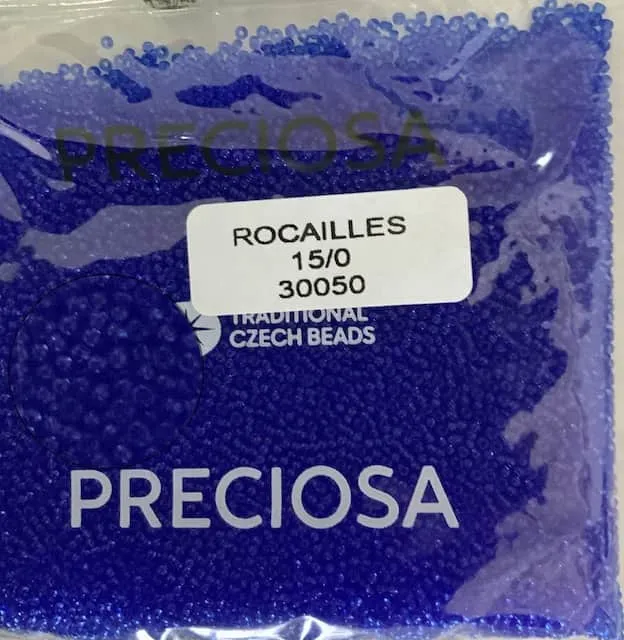 PRECIOSA
ROCAILLES
15/0
30050
TRADITIONAL
CZECH BEADS
PRECIOSA